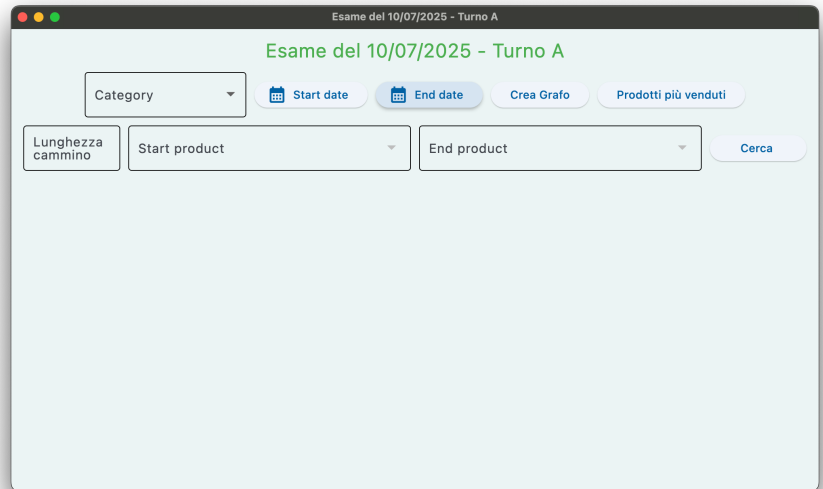 Esame del 10/07/2025 - Turno A
Esame del 10/07/2025 - Turno A
Category Start date End date Crea Grafo Prodotti più venduti
Lunghezza
cammino
Start product End product Cerca